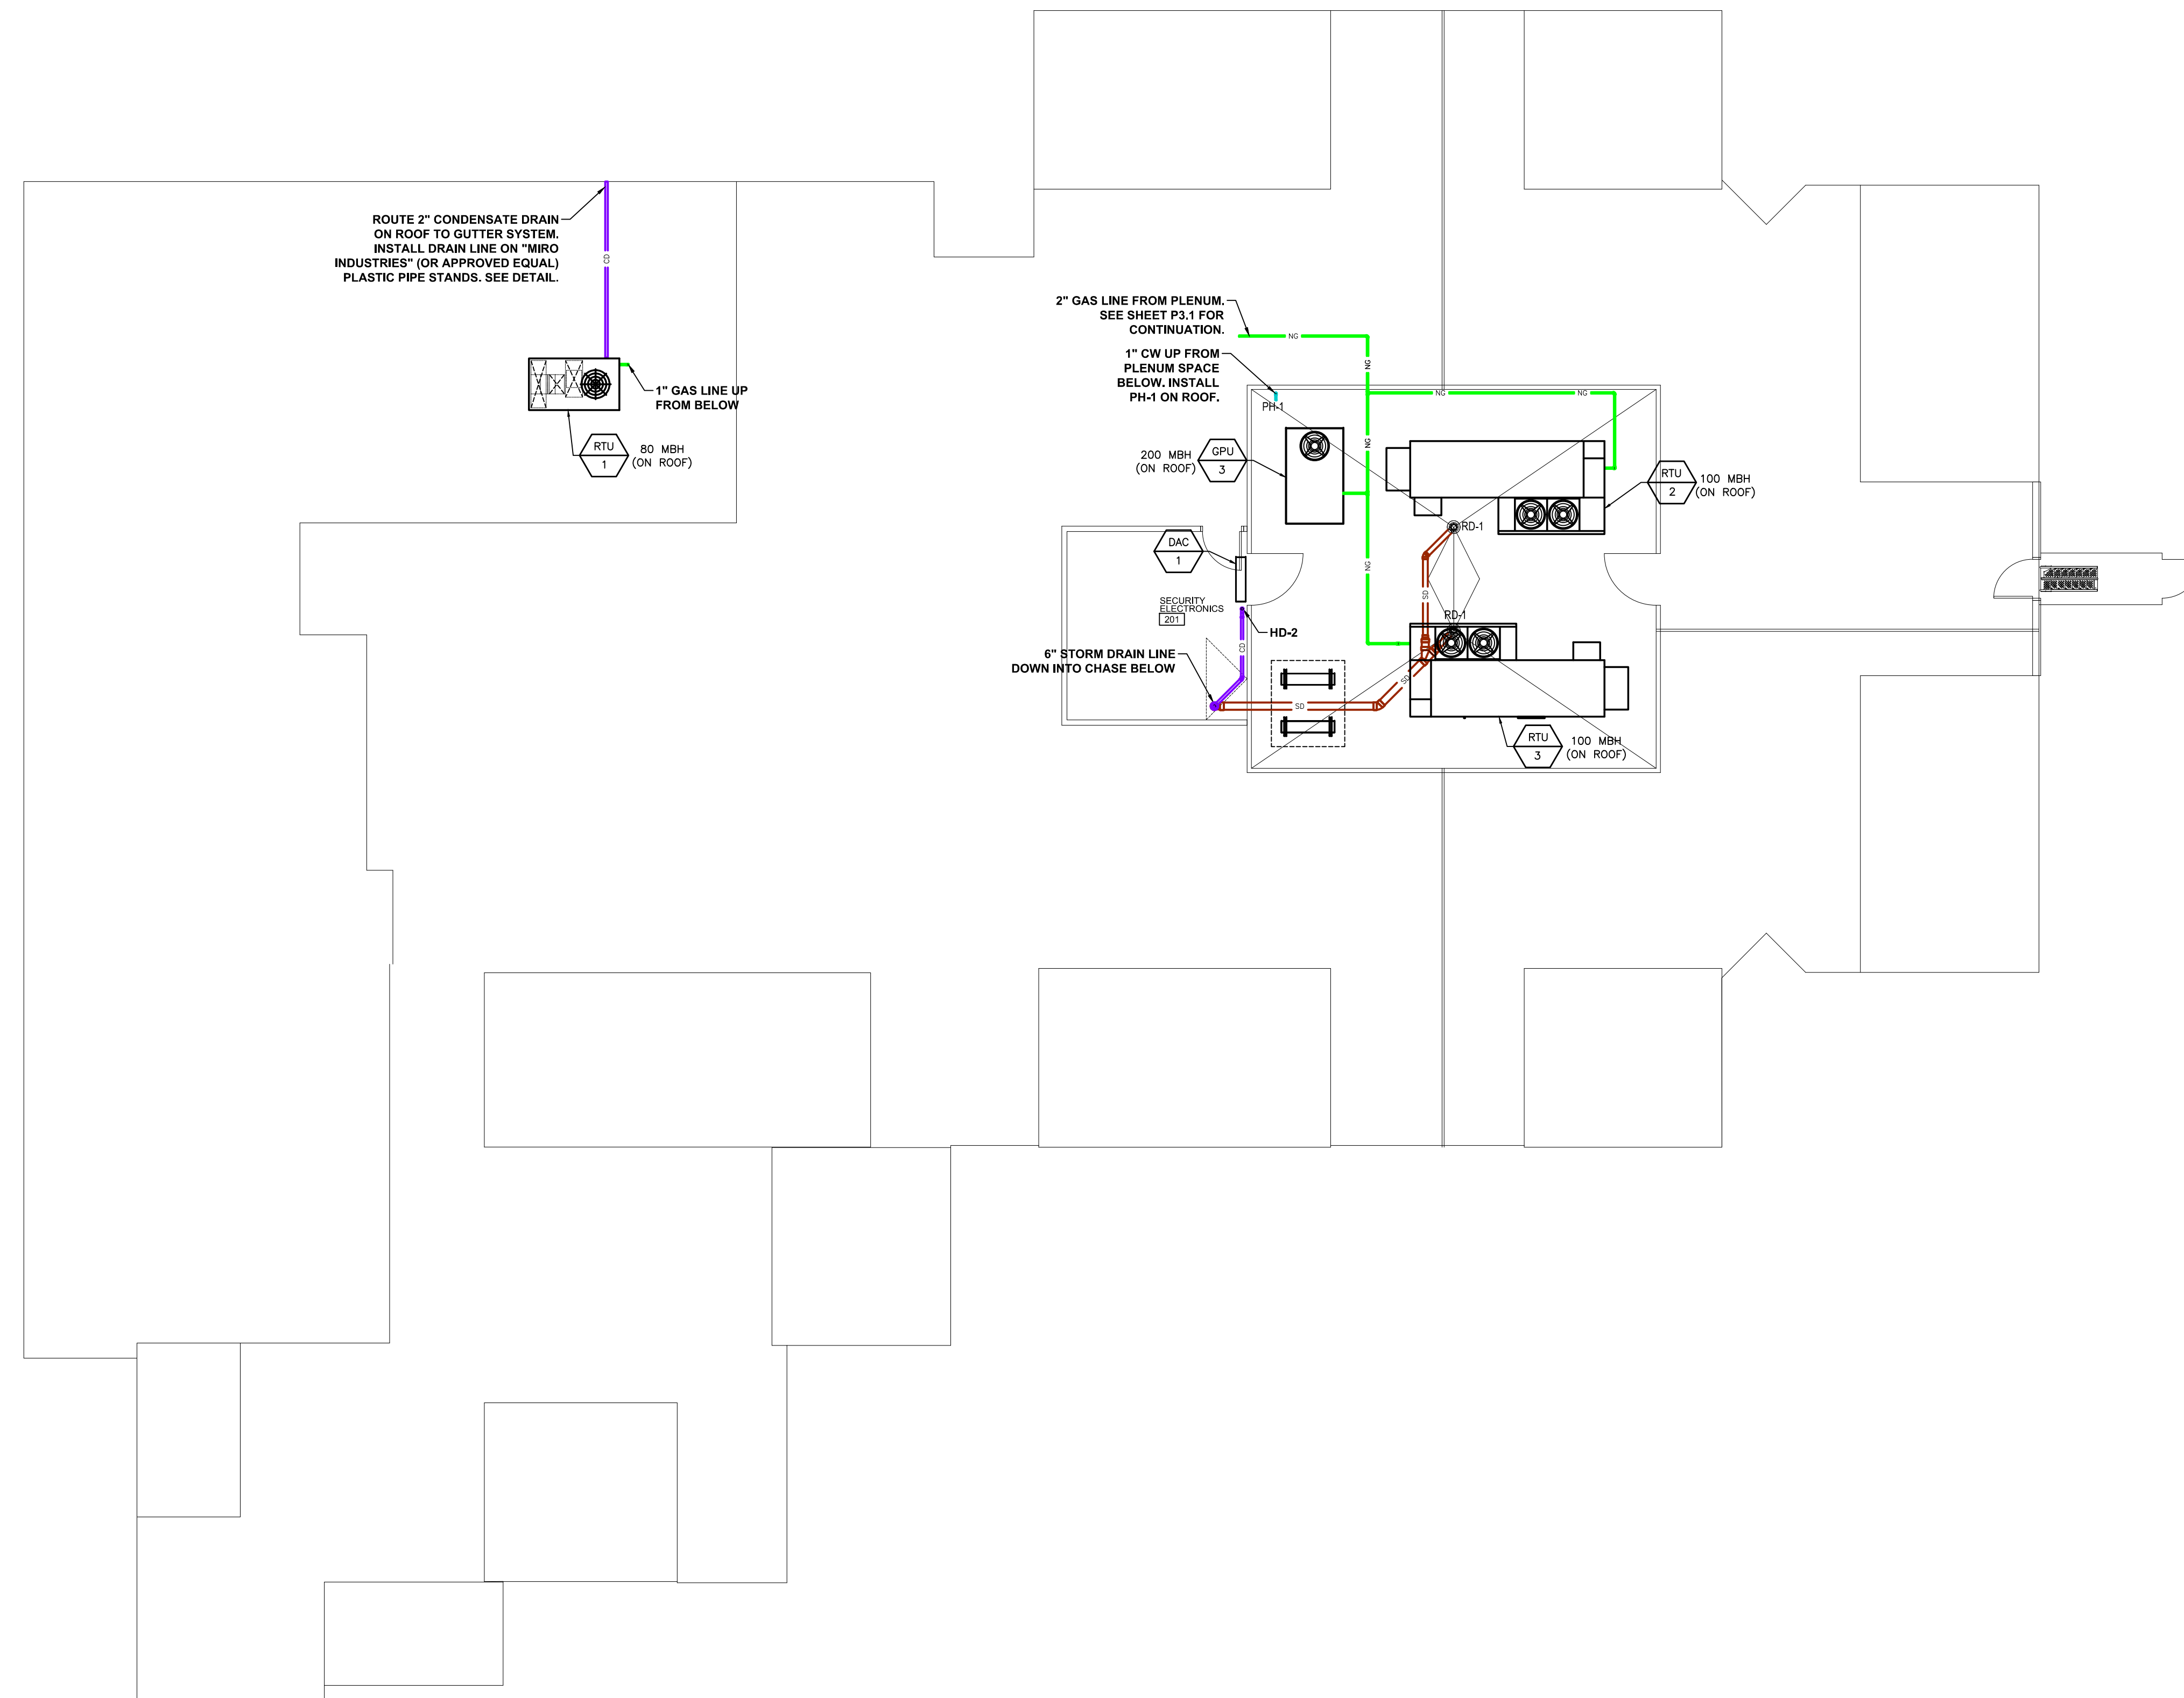 ROUTE 2" CONDENSATE DRAIN
ON ROOF TO GUTTER SYSTEM.
INSTALL DRAIN LINE ON "MIRO
INDUSTRIES" (OR APPROVED EQUAL)
PLASTIC PIPE STANDS. SEE DETAIL.
CD
1" GAS LINE UP
FROM BELOW
RTU
1
80 MBH
(ON ROOF)
2" GAS LINE FROM PLENUM.
SEE SHEET P3.1 FOR
CONTINUATION.
NG
NG
1" CW UP FROM
PLENUM SPACE
BELOW. INSTALL
PH-1 ON ROOF.
PH-1
NG
NG
NG
200 MBH
(ON ROOF)
GPU
3
RTU
2
100 MBH
(ON ROOF)
RD-1
DAC
1
NG
SD
SECURITY
ELECTRONICS
201
RD-1
HD-2
CD
6" STORM DRAIN LINE
DOWN INTO CHASE BELOW
SD
SD
RTU
3
100 MBH
(ON ROOF)